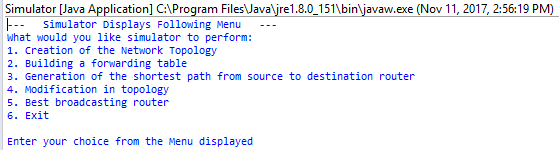 Simulator [Java Application] C:\Program Files\Java\jre1.8.0_151\bin\javaw.exe (Nov 11, 2017, 2:56:19 PM)
---   Simulator Displays Following Menu   ---
What would you like simulator to perform:
1. Creation of the Network Topology
2. Building a forwarding table
3. Generation of the shortest path from source to destination router
4. Modification in topology
5. Best broadcasting router
6. Exit
Enter your choice from the Menu displayed